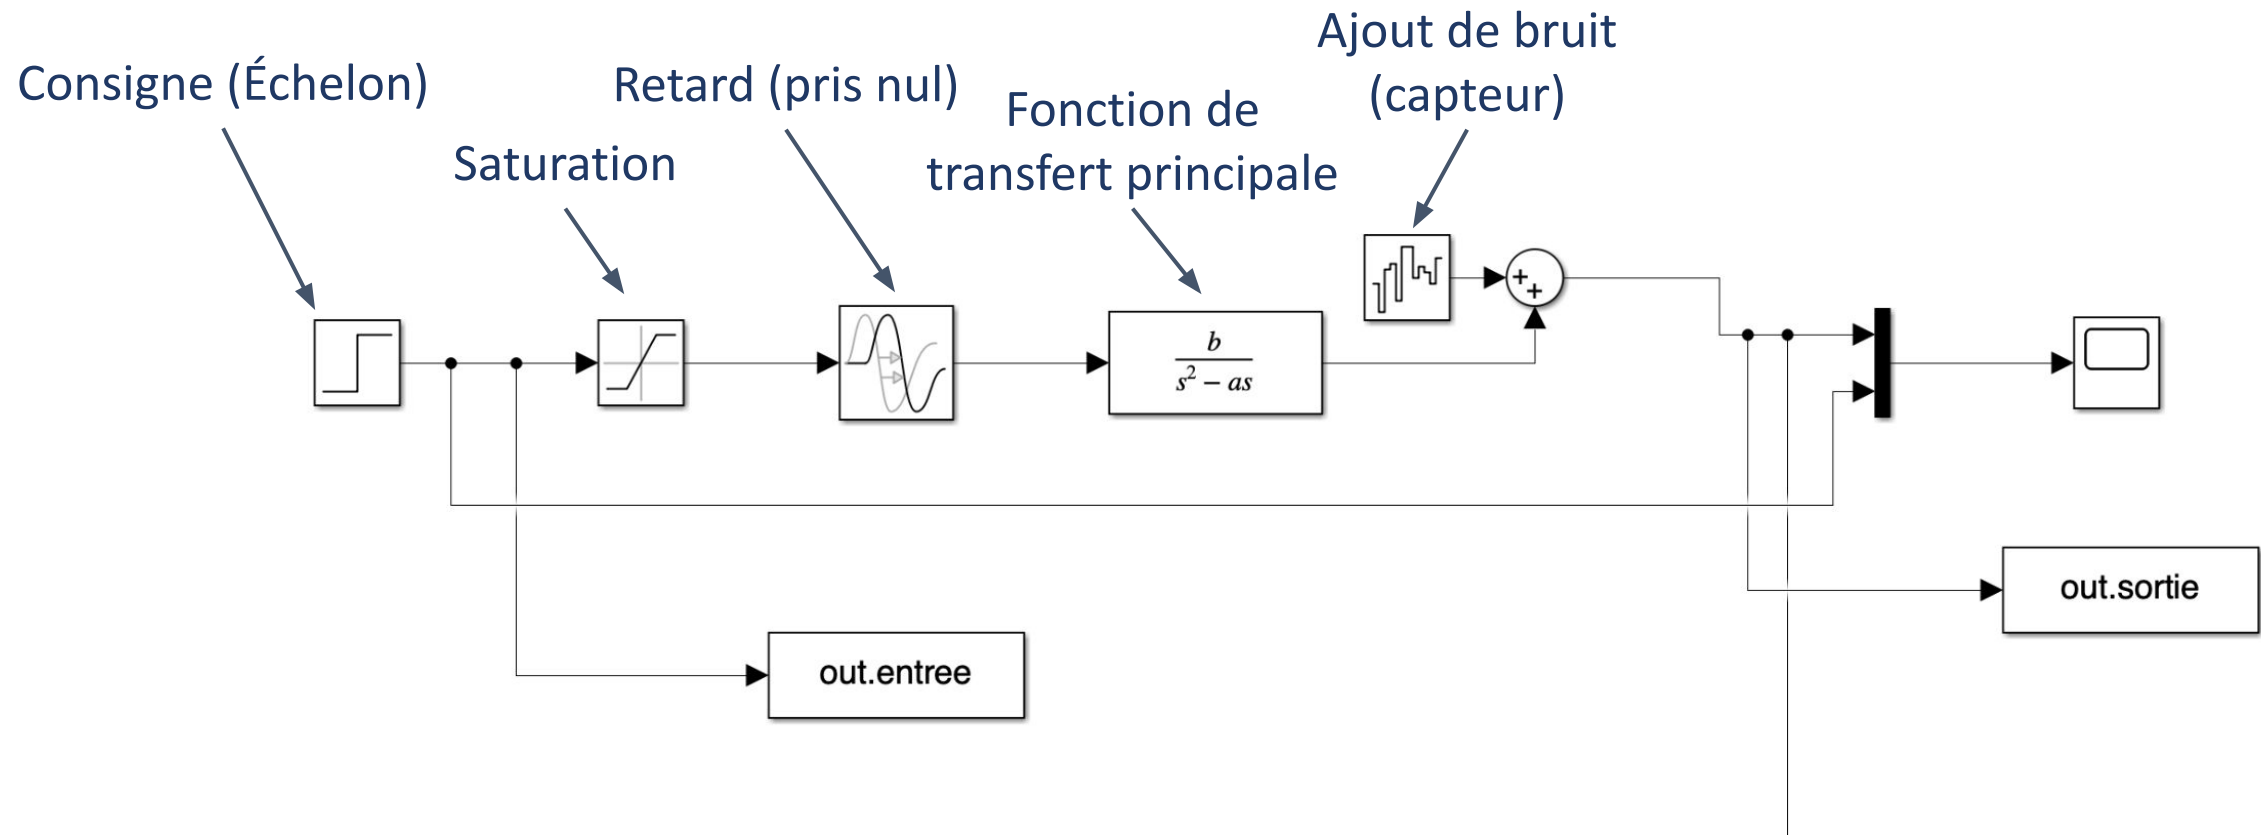 Ajout de bruit
(capteur)
Consigne (Échelon)
Retard (pris nul)
Fonction de
transfert principale
Saturation
+
+
b
s² − as
out.sortie
out.entree